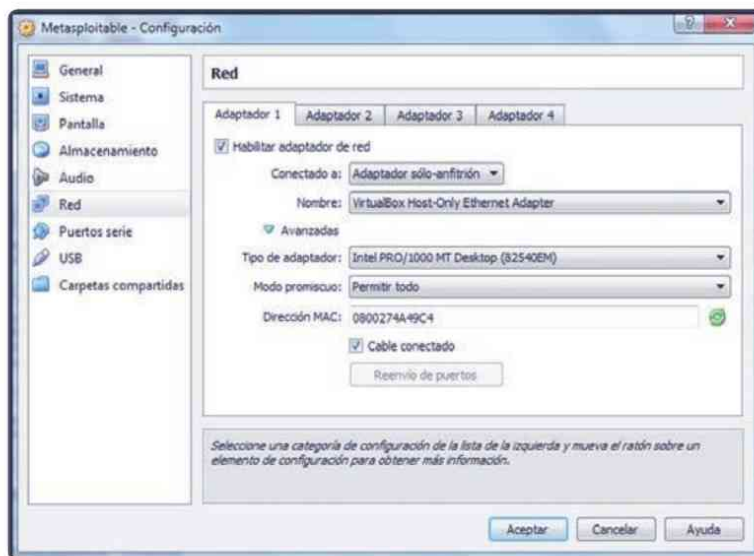 Metasploitable - Configuración
General
Sistema
Pantalla
Almacenamiento
Audio
Red
Puertos serie
USB
Carpetas compartidas
Red
Adaptador 1 Adaptador 2 Adaptador 3 Adaptador 4
Habilitar adaptador de red
Conectado a: Adaptador sólo-anfitrión
Nombre: VirtualBox Host-Only Ethernet Adapter
Avanzadas
Tipo de adaptador: Intel PRO/1000 MT Desktop (82540EM)
Modo promiscuo: Permitir todo
Dirección MAC: 0800274A49C4
Cable conectado
Reenvío de puertos
Seleccione una categoría de configuración de la lista de la izquierda y mueva el ratón sobre un
elemento de configuración para obtener más información.
Aceptar Cancelar Ayuda